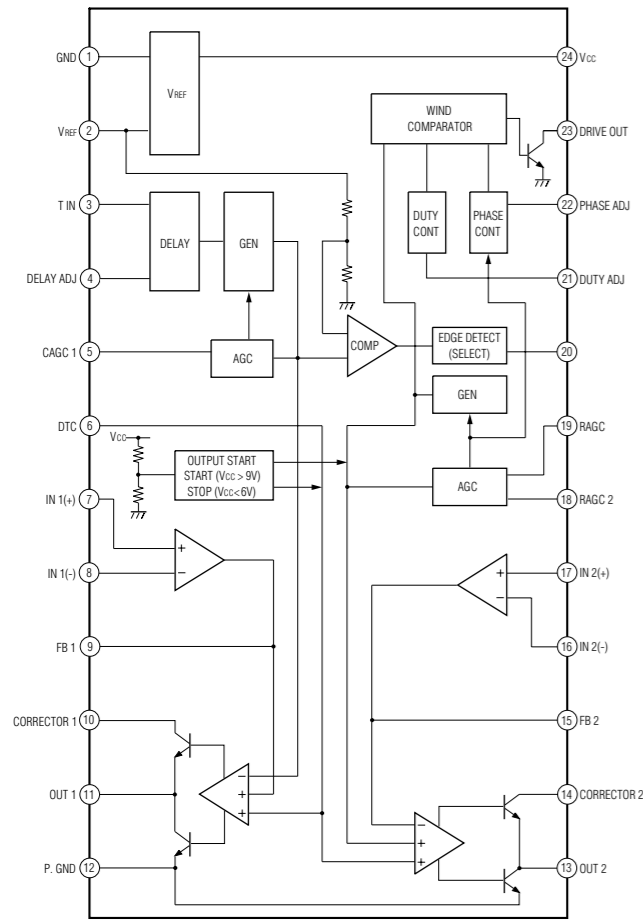 GND
1
VREF
24
VCC
VREF
2
WIND
COMPARATOR
23
DRIVE OUT
T IN
3
DELAY
GEN
DUTY
CONT
PHASE
CONT
22
PHASE ADJ
DELAY ADJ
4
21
DUTY ADJ
CAGC 1
5
AGC
COMP
EDGE DETECT
(SELECT)
20
GEN
DTC
6
19
RAGC
VCC
OUTPUT START
START (VCC > 9V)
STOP (VCC< 6V)
AGC
IN 1(+)
7
18
RAGC 2
+
−
IN 1(-)
8
+
−
17
IN 2(+)
FB 1
9
16
IN 2(-)
CORRECTOR 1
10
15
FB 2
OUT 1
11
−
+
+
14
CORRECTOR 2
−
+
+
P. GND
12
13
OUT 2